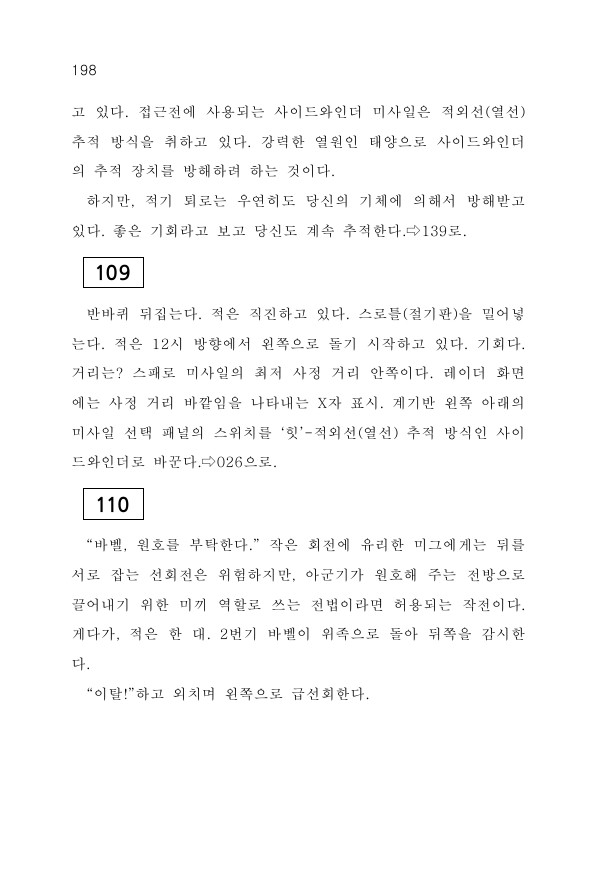 198
고 있다. 접근전에 사용되는 사이드와인더 미사일은 적외선(열선)
추적 방식을 취하고 있다. 강력한 열원인 태양으로 사이드와인더
의 추적 장치를 방해하려 하는 것이다.
하지만, 적기 퇴로는 우연히도 당신의 기체에 의해서 방해받고
있다. 좋은 기회라고 보고 당신도 계속 추적한다.⇨139로.
109
반바퀴 뒤집는다. 적은 직진하고 있다. 스로틀(절기판)을 밀어넣
는다. 적은 12시 방향에서 왼쪽으로 돌기 시작하고 있다. 기회다.
거리는? 스패로 미사일의 최저 사정 거리 안쪽이다. 레이더 화면
에는 사정 거리 바깥임을 나타내는 X자 표시. 계기반 왼쪽 아래의
미사일 선택 패널의 스위치를 ‘힛’-적외선(열선) 추적 방식인 사이
드와인더로 바꾼다.⇨026으로.
110
“바벨, 원호를 부탁한다.” 작은 회전에 유리한 미그에게는 뒤를
서로 잡는 선회전은 위험하지만, 아군기가 원호해 주는 전방으로
끌어내기 위한 미끼 역할로 쓰는 전법이라면 허용되는 작전이다.
게다가, 적은 한 대. 2번기 바벨이 위족으로 돌아 뒤쪽을 감시한
다.
“이탈!”하고 외치며 왼쪽으로 급선회한다.